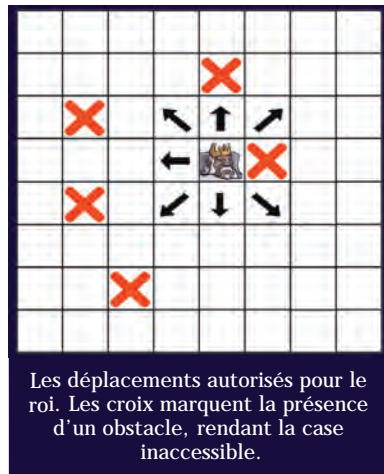 Les déplacements autorisés pour le
roi. Les croix marquent la présence
d'un obstacle, rendant la case
inaccessible.